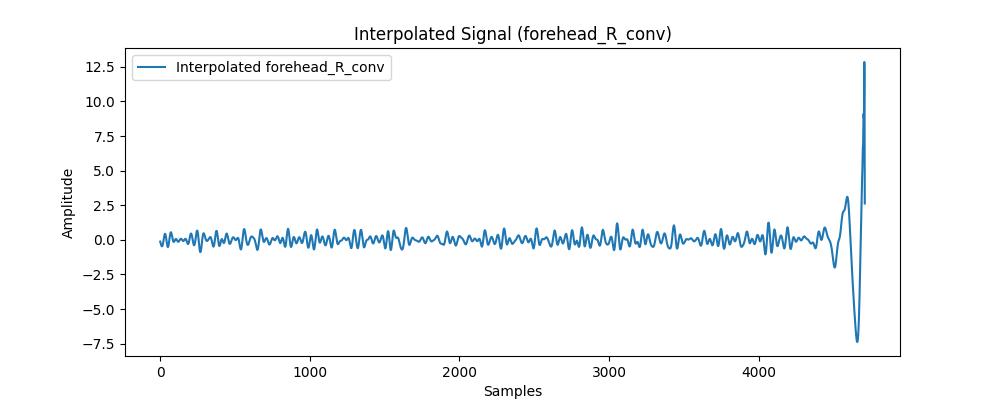 Interpolated Signal (forehead_R_conv)
Interpolated forehead_R_conv
12.5
10.0
7.5
5.0
2.5
0.0
−2.5
−5.0
−7.5
Amplitude
0 1000 2000 3000 4000
Samples